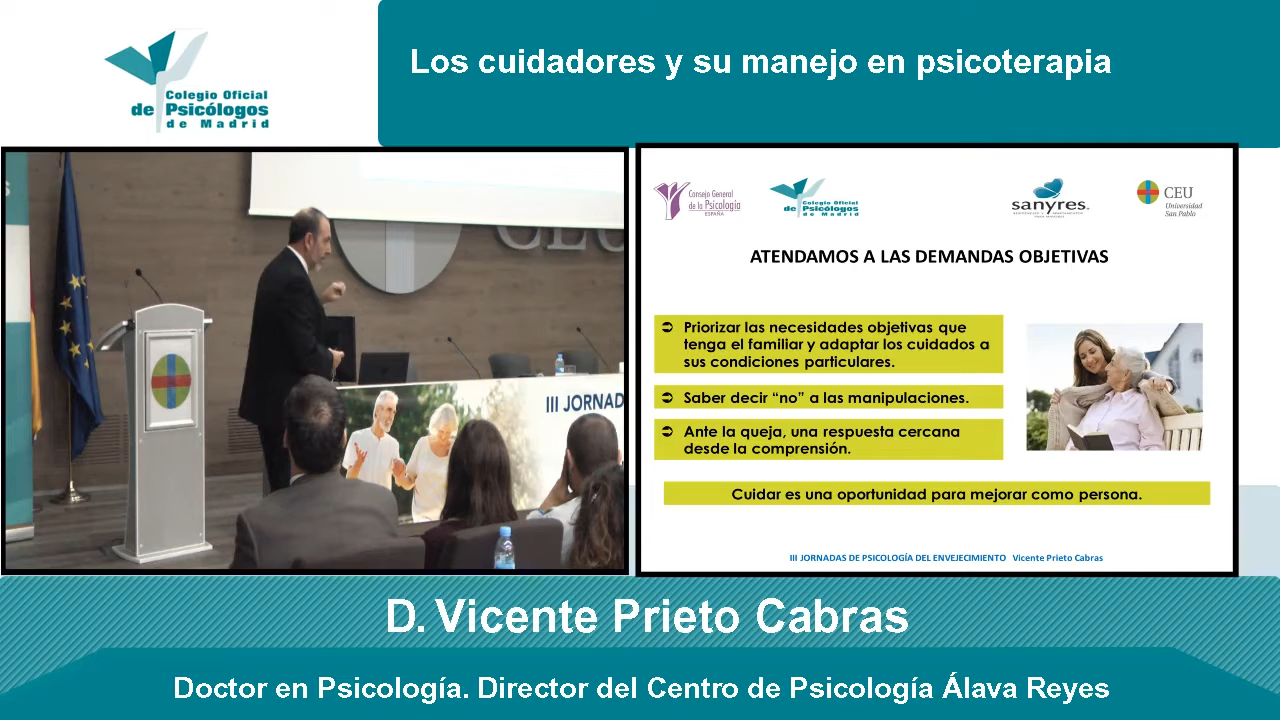 Colegio Oficial
de Psicólogos
de Madrid
Los cuidadores y su manejo en psicoterapia
CEU
III JORNAD
Consejo General
de la Psicología
ESPAÑA
Colegio Oficial
de Psicólogos
de Madrid
sanyres
CEU
Universidad
San Pablo
ATENDAMOS A LAS DEMANDAS OBJETIVAS
➲ Priorizar las necesidades objetivas que
tenga el familiar y adaptar los cuidados a
sus condiciones particulares.
➲ Saber decir “no” a las manipulaciones.
➲ Ante la queja, una respuesta cercana
desde la comprensión.
Cuidar es una oportunidad para mejorar como persona.
III JORNADAS DE PSICOLOGÍA DEL ENVEJECIMIENTO Vicente Prieto Cabras
D. Vicente Prieto Cabras
Doctor en Psicología. Director del Centro de Psicología Álava Reyes